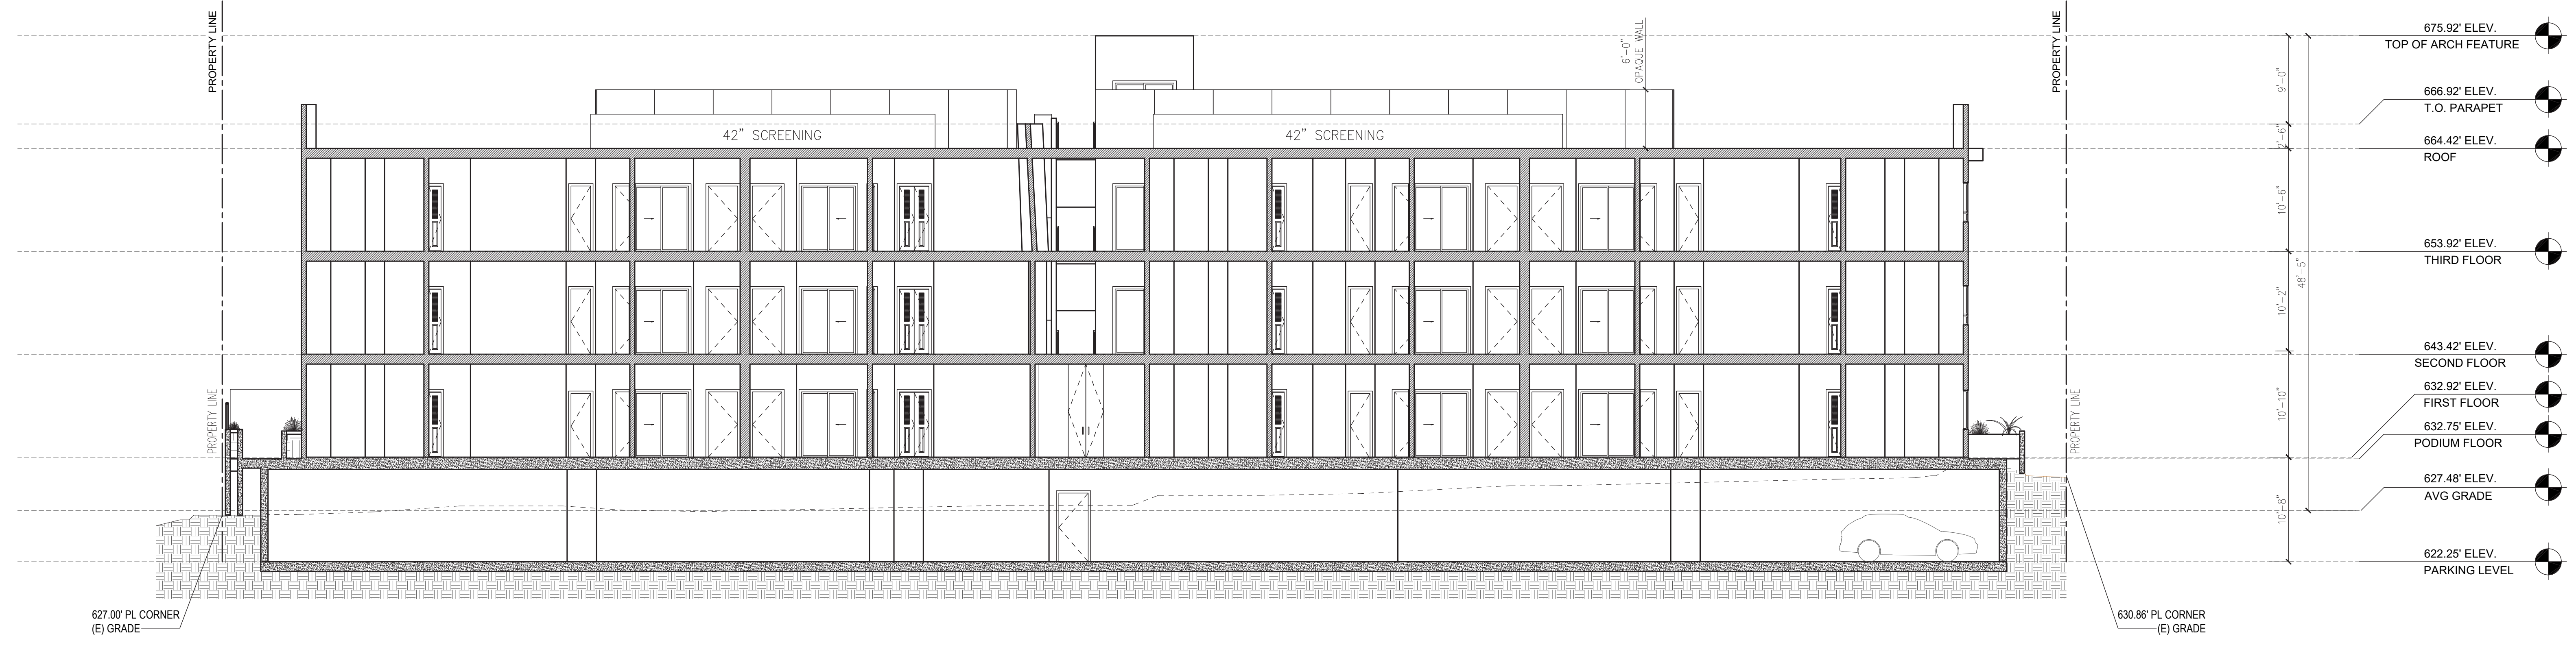 PROPERTY LINE
6'-0"
OPAQUE WALL
PROPERTY LINE
675.92' ELEV.
TOP OF ARCH FEATURE
9'-0"
666.92' ELEV.
T.O. PARAPET
42" SCREENING
42" SCREENING
2'-6"
664.42' ELEV.
ROOF
10'-6"
653.92' ELEV.
THIRD FLOOR
48'-5"
10'-2"
643.42' ELEV.
SECOND FLOOR
632.92' ELEV.
FIRST FLOOR
PROPERTY LINE
PROPERTY LINE
10'-10"
632.75' ELEV.
PODIUM FLOOR
627.48' ELEV.
AVG GRADE
10'-8"
622.25' ELEV.
PARKING LEVEL
627.00' PL CORNER
(E) GRADE
630.86' PL CORNER
(E) GRADE